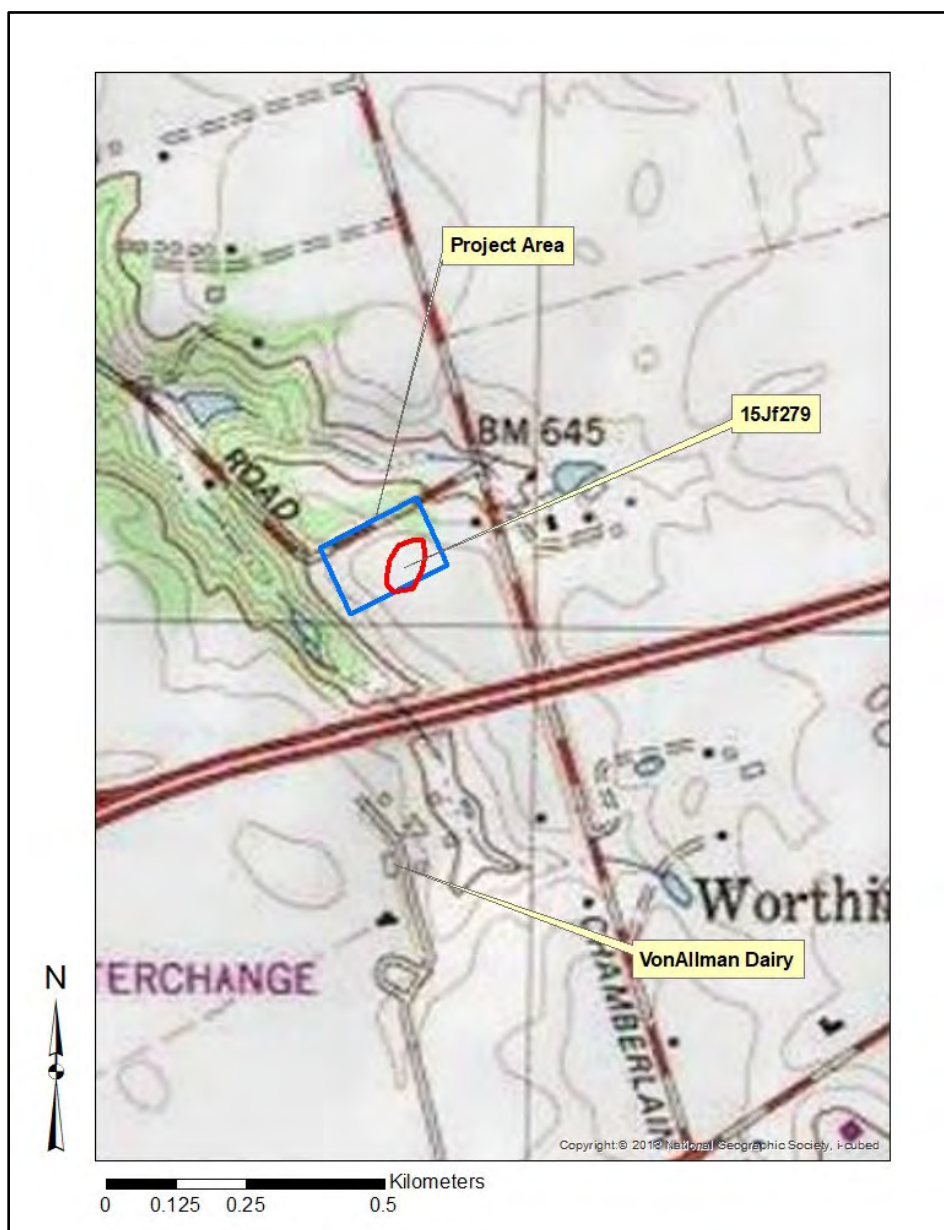 Project Area
15Jf279
BM 645
ROAD
TERCHANGE
VonAllman Dairy
CHAMBERLAIN
N
Copyright:© 2013 National Geographic Society, i-cubed
Kilometers
0 0.125 0.25 0.5